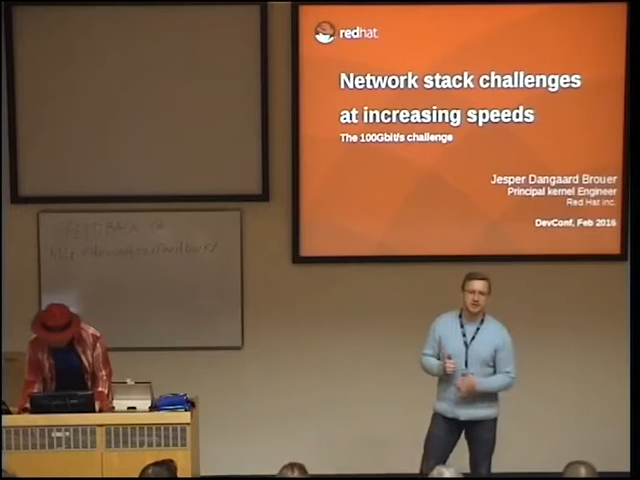 redhat.
Network stack challenges
at increasing speeds
The 100Gbit/s challenge
Jesper Dangaard Brouer
Principal kernel Engineer
Red Hat inc.
DevConf, Feb 2016
FEEDBACK @